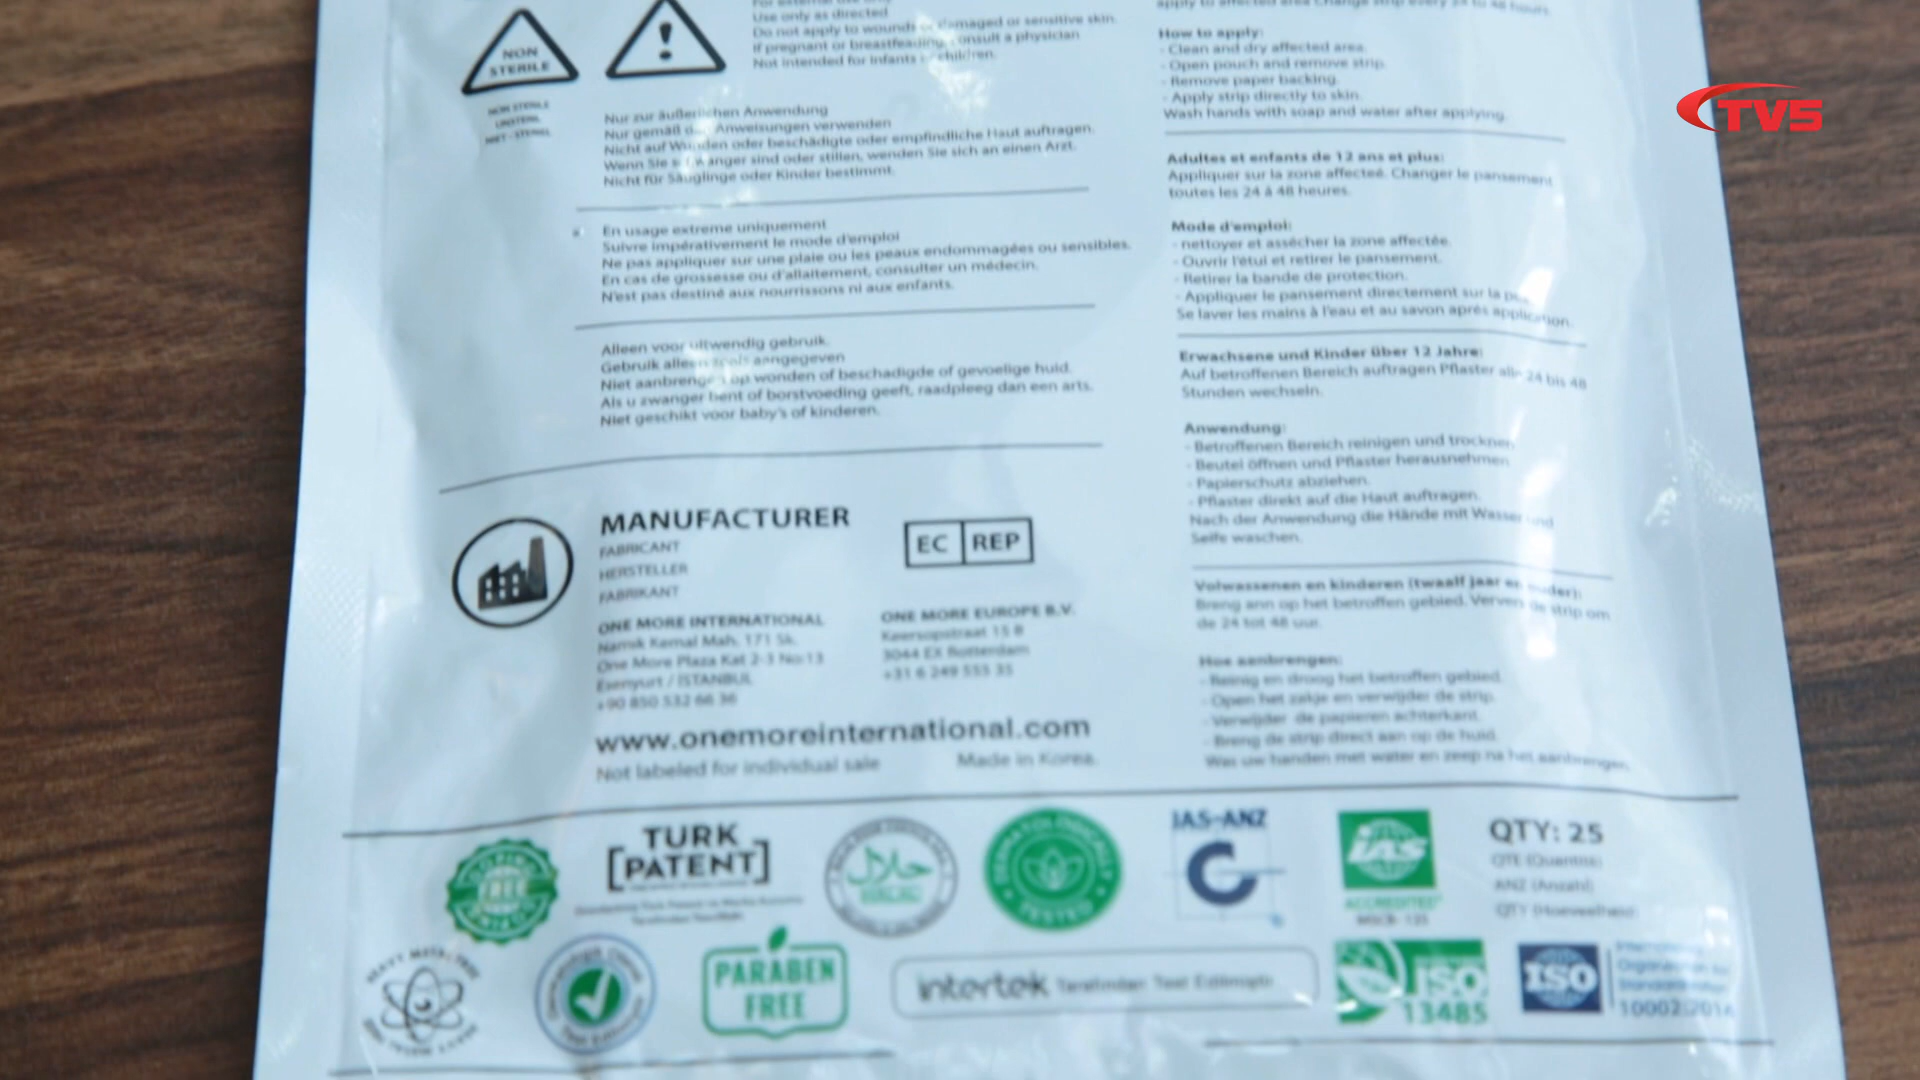 Use only as directed
Do not apply to wounds or damaged or sensitive skin.
If pregnant or breastfeeding, consult a physician
Not intended for infants children.
NON
STERILE
NON STERILE
UNSTERIL
Nur zur äußerlichen Anwendung
Nur gemäß Anweisungen verwenden
Nicht auf Wunden oder beschädigte oder empfindliche Haut auftragen.
Wenn Sie schwanger sind oder stillen, wenden Sie sich an einen Arzt.
Nicht für Säuglinge oder Kinder bestimmt.
En usage extreme uniquement
Suivre impérativement le mode d'emploi
Ne pas appliquer sur une plaie ou les peaux endommagées ou sensibles.
En cas de grossesse ou d'allaitement, consulter un médecin.
N'est pas destiné aux nourrissons ni aux enfants.
Alleen voor uitwendig gebruik.
Gebruik alleen zoals aangegeven
Niet aanbrengen op wonden of beschadigde of gevoelige huid.
Als u zwanger bent of borstvoeding geeft, raadpleeg dan een arts.
Niet geschikt voor baby's of kinderen.
MANUFACTURER
FABRICANT
HERSTELLER
FABRIKANT
ONE MORE INTERNATIONAL
Namık Kemal Mah. 171 Sk.
One More Plaza Kat 2-3 No:13
Esenyurt / İSTANBUL
+90 850 532 66 36
EC REP
ONE MORE EUROPE B.V.
Keersopstraat 15 B
3044 EX Rotterdam
+31 6 249 555 35
www.onemoreinternational.com
Not labeled for individual sale
Made in Korea.
apply to affected area Change strip every 24 to 48 hours.
How to apply:
- Clean and dry affected area.
- Open pouch and remove strip.
- Remove paper backing.
- Apply strip directly to skin.
Wash hands with soap and water after applying.
Adultes et enfants de 12 ans et plus:
Appliquer sur la zone affecteé. Changer le pansement
toutes les 24 à 48 heures.
Mode d'emploi:
- nettoyer et assécher la zone affectée.
- Ouvrir l'étui et retirer le pansement.
- Retirer la bande de protection.
- Appliquer le pansement directement sur la
Se laver les mains à l'eau et au savon aprés application.
Erwachsene und Kinder über 12 Jahre:
Auf betroffenen Bereich auftragen Pflaster alle 24 bis 48
Stunden wechseln.
Anwendung:
- Betroffenen Bereich reinigen und trocknen
- Beutel öffnen und Pflaster herausnehmen
- Papierschutz abziehen.
- Pflaster direkt auf die Haut auftragen.
Nach der Anwendung die Hände mit Wasser und
Seife waschen.
Volwassenen en kinderen (twaalf jaar en ouder):
Breng ann op het betroffen gebied. Verven de strip om
de 24 tot 48 uur.
Hoe aanbrengen:
- Reinig en droog het betroffen gebied.
- Open het zakje en verwijder de strip.
- Verwijder de papieren achterkant.
- Breng de strip direct aan op de huid.
Was uw handen met water en zeep na het aanbrengen.
TVS
FREE
TURK
[PATENT]
حلال
TESTED
JAS-ANZ
IAS
ACCREDITED
QTY: 25
ANZ (Anzahl)
PARABEN
FREE
intertek Tarafından Test Edilmiştir
ISO
13485
ISO
10002:2014